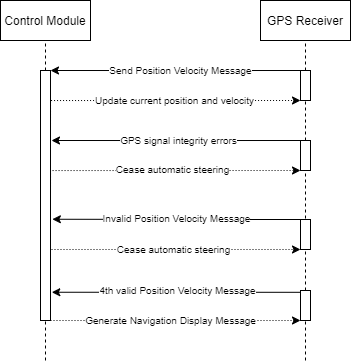 Control Module
GPS Receiver
Send Position Velocity Message
Update current position and velocity
GPS signal integrity errors
Cease automatic steering
Invalid Position Velocity Message
Cease automatic steering
4th valid Position Velocity Message
Generate Navigation Display Message